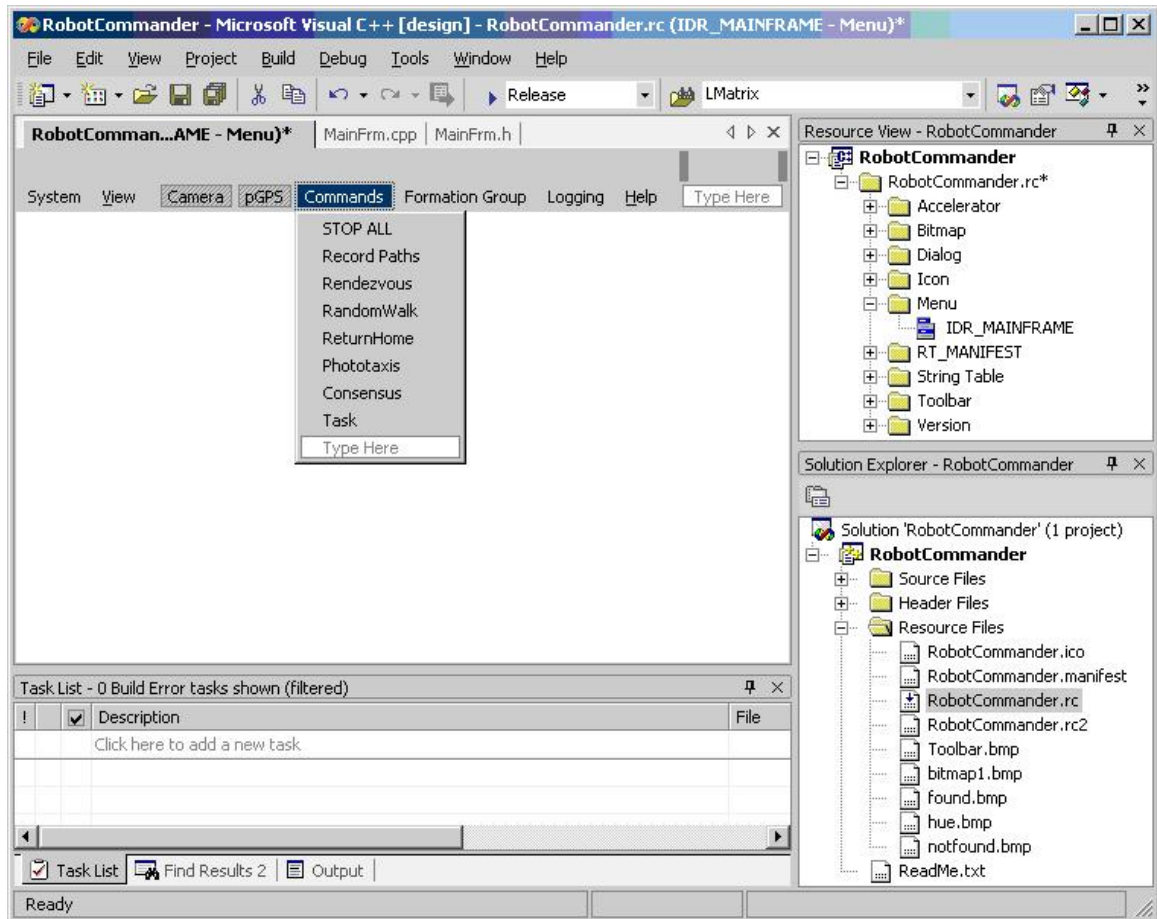 RobotCommander - Microsoft Visual C++ [design] - RobotCommander.rc (IDR_MAINFRAME - Menu)*
File Edit View Project Build Debug Tools Window Help
Release LMatrix
RobotComman...AME - Menu)* MainFrm.cpp MainFrm.h
System View Camera pGPS Commands Formation Group Logging Help Type Here
STOP ALL
Record Paths
Rendezvous
RandomWalk
ReturnHome
Phototaxis
Consensus
Task
Type Here
Resource View - RobotCommander
RobotCommander
RobotCommander.rc*
Accelerator
Bitmap
Dialog
Icon
Menu
IDR_MAINFRAME
RT_MANIFEST
String Table
Toolbar
Version
Solution Explorer - RobotCommander
Solution 'RobotCommander' (1 project)
RobotCommander
Source Files
Header Files
Resource Files
RobotCommander.ico
RobotCommander.manifest
RobotCommander.rc
RobotCommander.rc2
Toolbar.bmp
bitmap1.bmp
found.bmp
hue.bmp
notfound.bmp
ReadMe.txt
Task List - 0 Build Error tasks shown (filtered)
! Description File
Click here to add a new task
Task List Find Results 2 Output
Ready